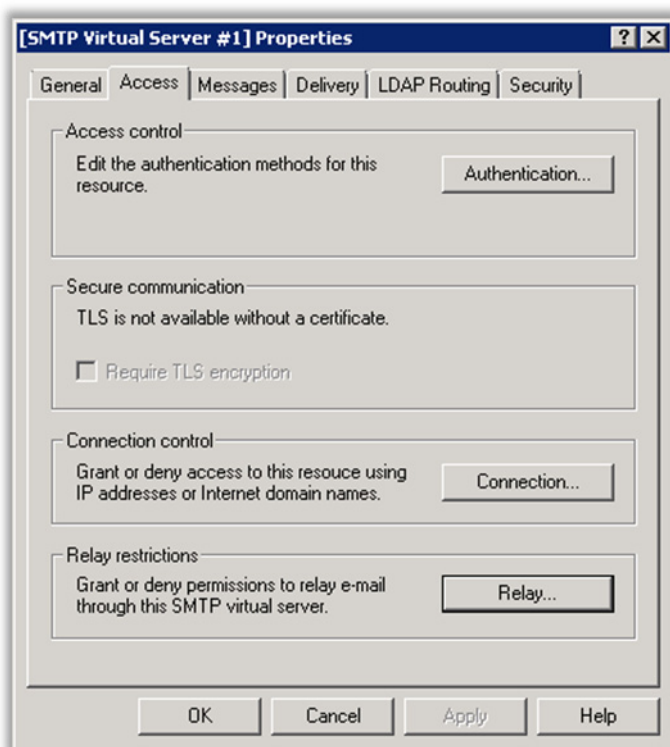 [SMTP Virtual Server #1] Properties
General Access Messages Delivery LDAP Routing Security
Access control
Edit the authentication methods for this
resource.
Authentication...
Secure communication
TLS is not available without a certificate.
Require TLS encryption
Connection control
Grant or deny access to this resouce using
IP addresses or Internet domain names.
Connection...
Relay restrictions
Grant or deny permissions to relay e-mail
through this SMTP virtual server.
Relay...
OK Cancel Apply Help